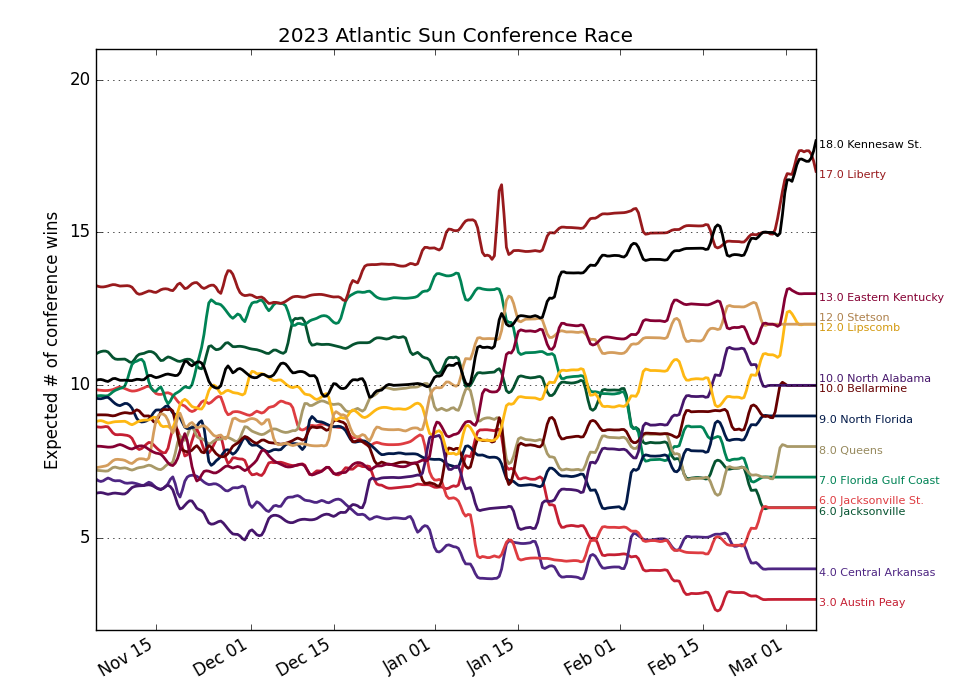 2023 Atlantic Sun Conference Race
Expected # of conference wins
20
15
10
5
Nov 15
Dec 01
Dec 15
Jan 01
Jan 15
Feb 01
Feb 15
Mar 01
18.0 Kennesaw St.
17.0 Liberty
13.0 Eastern Kentucky
12.0 Stetson
12.0 Lipscomb
10.0 North Alabama
10.0 Bellarmine
9.0 North Florida
8.0 Queens
7.0 Florida Gulf Coast
6.0 Jacksonville St.
6.0 Jacksonville
4.0 Central Arkansas
3.0 Austin Peay